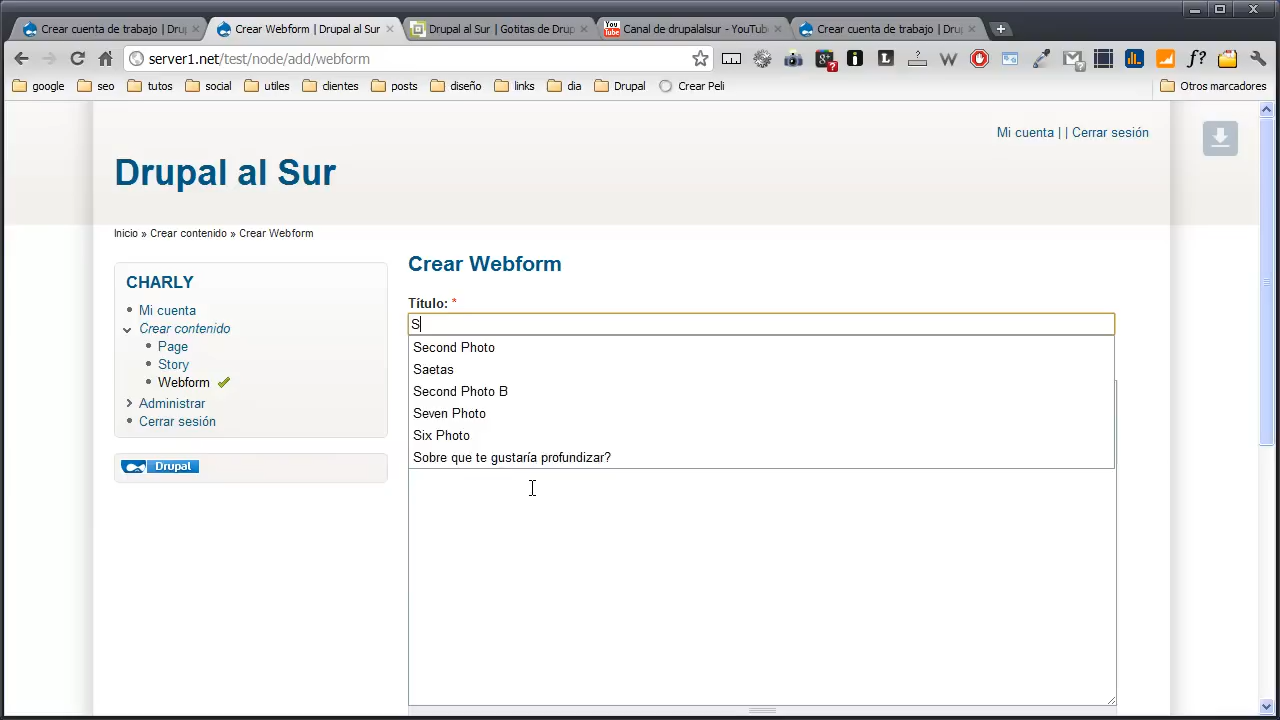 Crear cuenta de trabajo | Dru
Crear Webform | Drupal al Sur
Drupal al Sur | Gotitas de Drup
Canal de drupalalsur - YouTub
Crear cuenta de trabajo | Dru
server1.net/test/node/add/webform
google
seo
tutos
social
utiles
clientes
posts
diseño
links
dia
Drupal
Crear Peli
Otros marcadores
Mi cuenta | | Cerrar sesión
Drupal al Sur
Inicio » Crear contenido » Crear Webform
CHARLY
Mi cuenta
Crear contenido
Page
Story
Webform
Administrar
Cerrar sesión
Drupal
Crear Webform
Título: *
S
Second Photo
Saetas
Second Photo B
Seven Photo
Six Photo
Sobre que te gustaría profundizar?